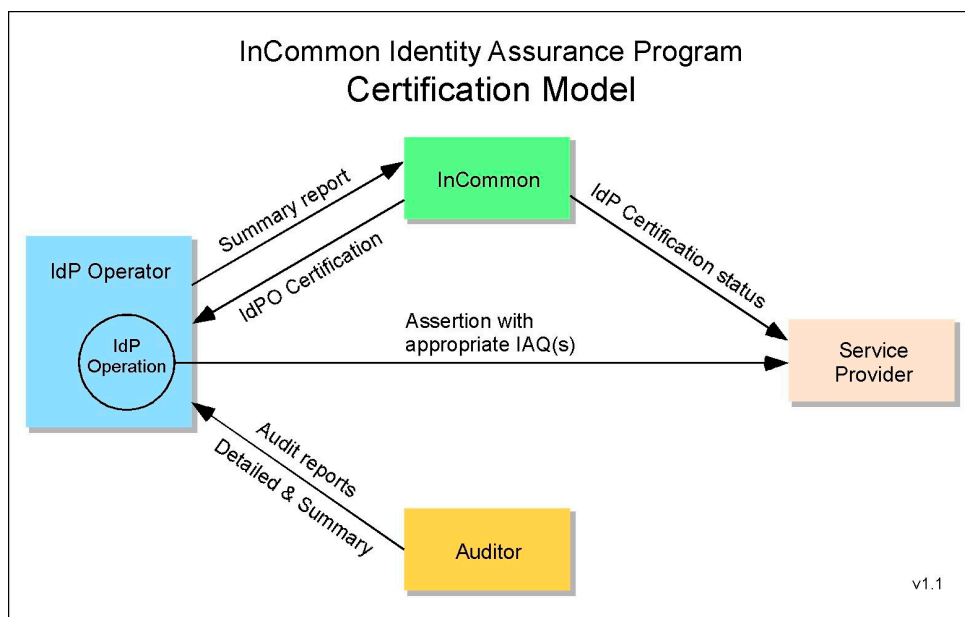 InCommon Identity Assurance Program
Certification Model
InCommon
Summary report
IdPO Certification
IdP Certification status
IdP Operator
IdP
Operation
Assertion with
appropriate IAQ(s)
Service
Provider
Audit reports
Detailed & Summary
Auditor
v1.1